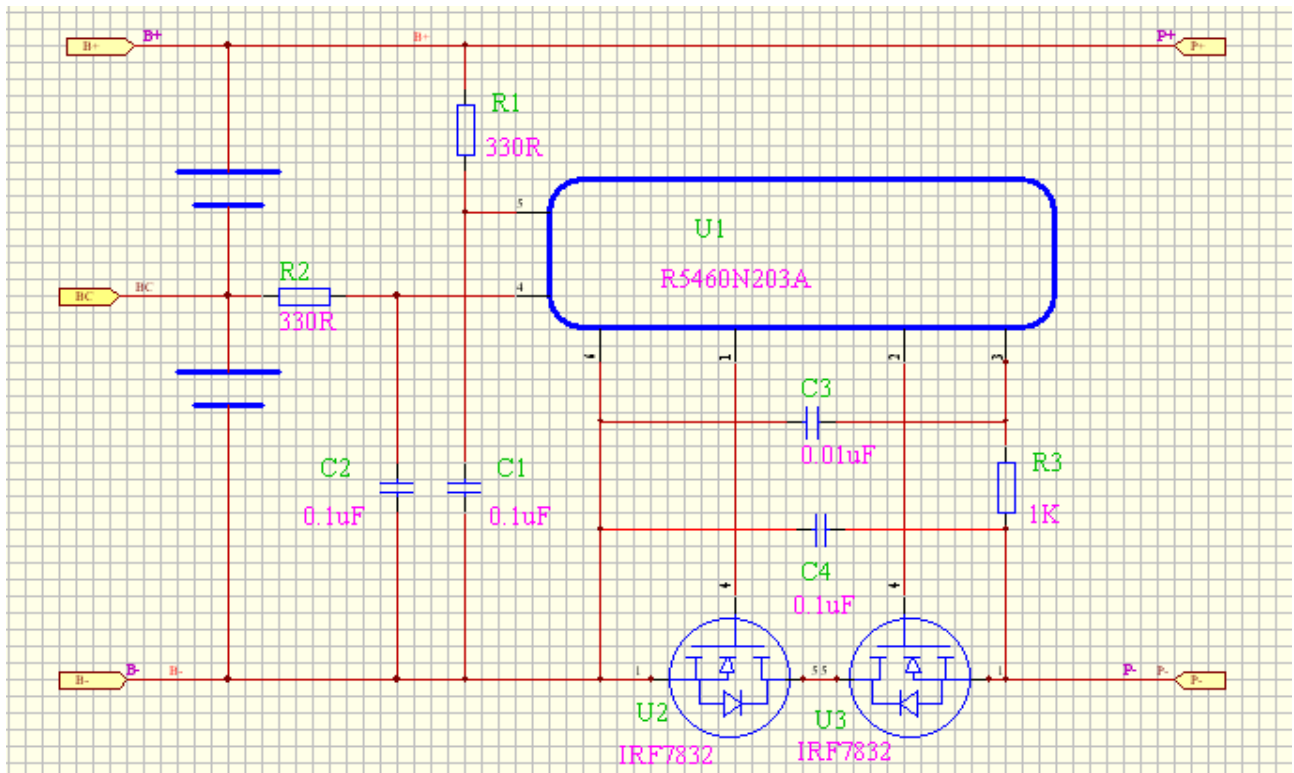 B+
B+
B+
P+
P+
R1
330R
5
U1
R5460N203A
BC
BC
R2
330R
4
6
1
2
3
C3
0.01uF
R3
1K
C2
0.1uF
C1
0.1uF
C4
0.1uF
4
4
B-
B-
B-
1
5
5
1
P-
P-
P-
U2
IRF7832
U3
IRF7832